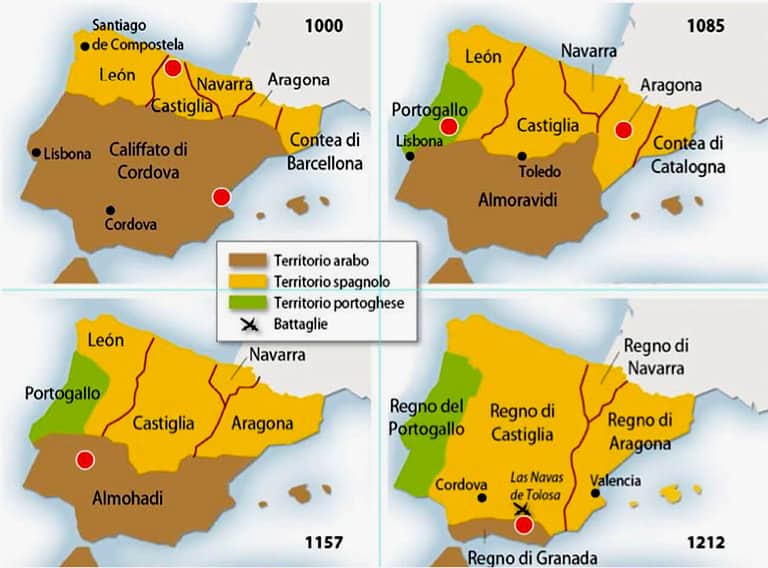 1000
Santiago
de Compostela
León
Navarra
Aragona
Castiglia
Contea di
Barcellona
Lisbona
Califfato di
Cordova
Cordova
1085
León
Navarra
Aragona
Portogallo
Castiglia
Lisbona
Contea di
Catalogna
Toledo
Almoravidi
Territorio arabo
Territorio spagnolo
Territorio portoghese
Battaglie
León
Navarra
Portogallo
Castiglia
Aragona
Almohadi
1157
Regno di
Navarra
Regno del
Portogallo
Regno di
Castiglia
Regno di
Aragona
Cordova
Las Navas
de Tolosa
Valencia
1212
Regno di Granada